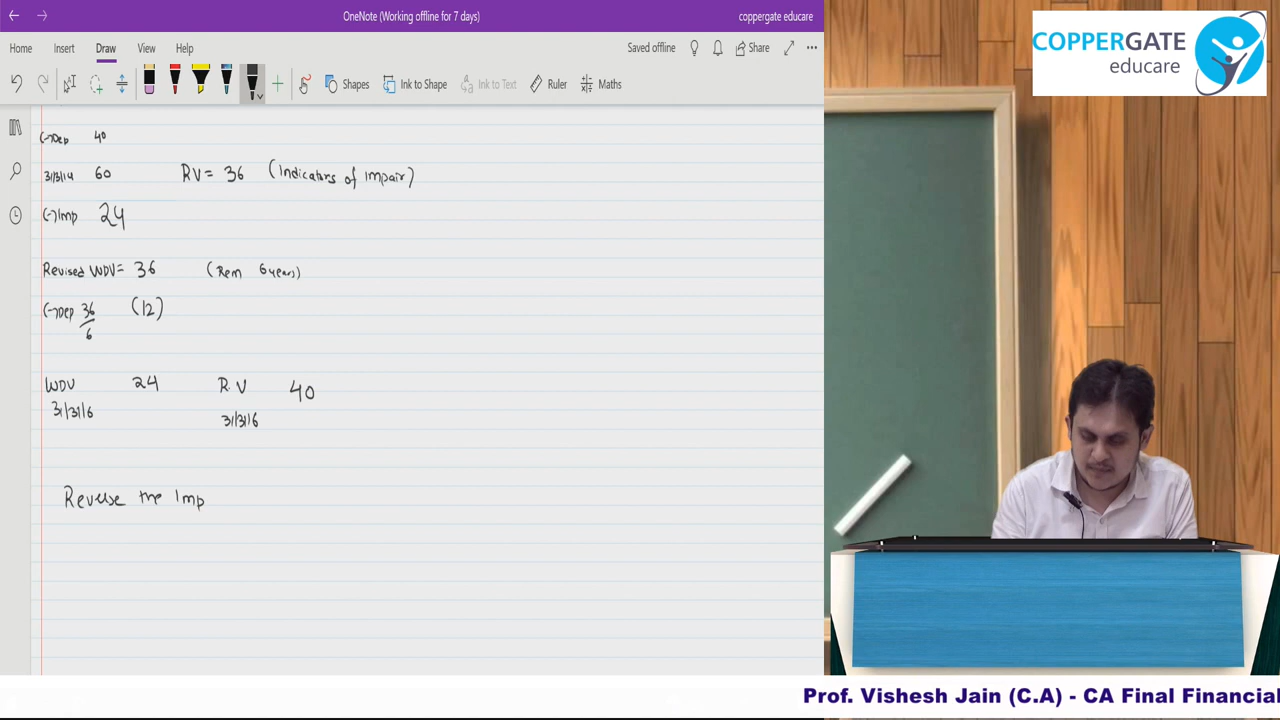 OneNote (Working offline for 7 days)
coppergate educare
Home Insert Draw View Help
Saved offline
Share
Shapes
Ink to Shape
Ink to Text
Ruler
Maths
COPPERGATE
educare
(-) Dep 40
31/3/14 60 RV = 36 (Indicators of Impair)
(-) Imp 24
Revised WDV = 36 (Rem 6 years)
(-) Dep 36/6 (12)
WDV 24 R.V 40
31/3/16 31/3/16
Reverse the Imp
Prof. Vishesh Jain (C.A) - CA Final Financial